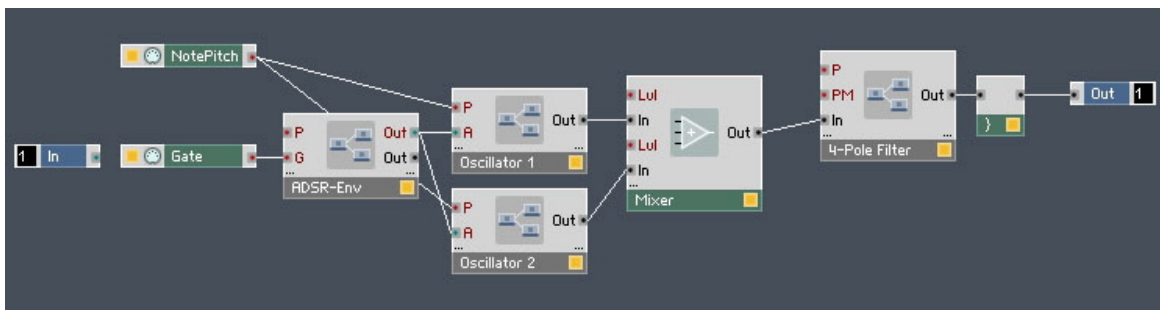 NotePitch
1 In
Gate
P
G
Out
Out
...
...
ADSR-Env
P
A
Out
...
...
Oscillator 1
P
A
Out
...
...
Oscillator 2
Lvl
In
Lvl
In
...
Out
Mixer
P
PM
In
...
Out
...
4-Pole Filter
}
Out 1